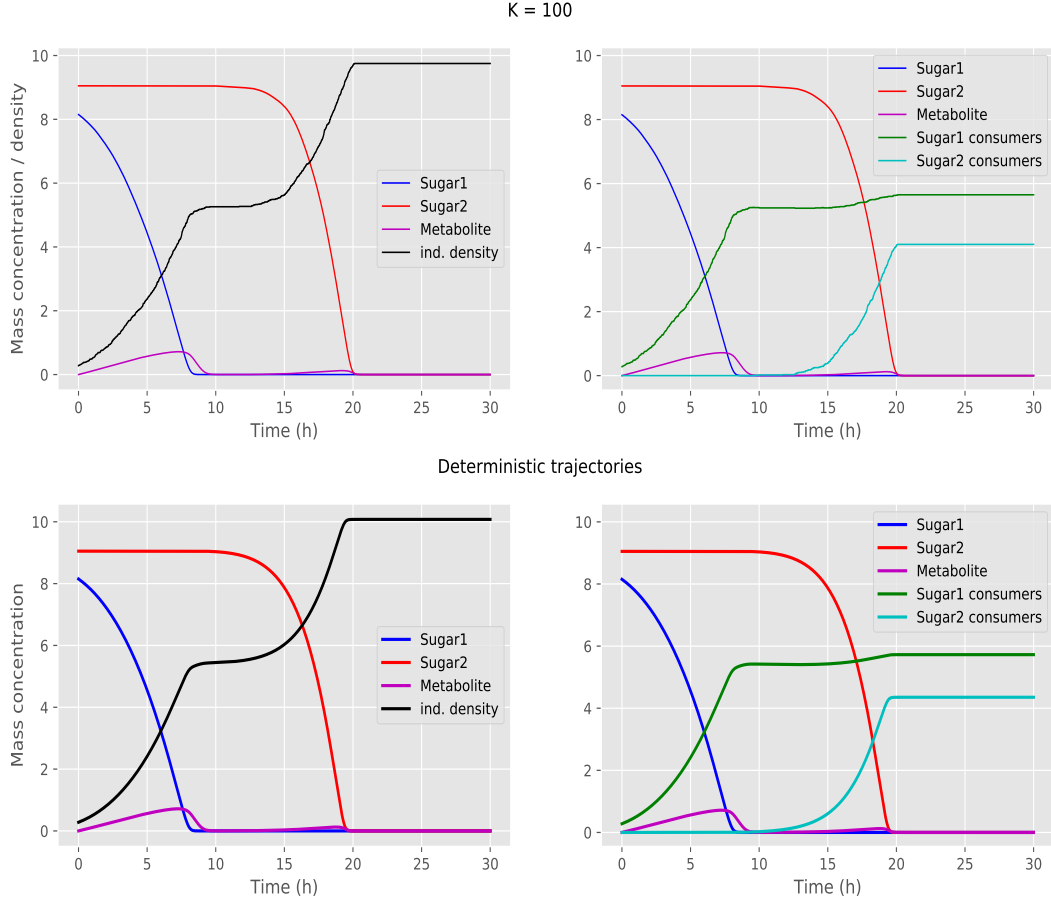 K = 100
Mass concentration / density
10
8
6
4
2
0
0 5 10 15 20 25 30
Time (h)
Sugar1
Sugar2
Metabolite
ind. density
10
8
6
4
2
0
0 5 10 15 20 25 30
Time (h)
Sugar1
Sugar2
Metabolite
Sugar1 consumers
Sugar2 consumers
Deterministic trajectories
Mass concentration
10
8
6
4
2
0
0 5 10 15 20 25 30
Time (h)
Sugar1
Sugar2
Metabolite
ind. density
10
8
6
4
2
0
0 5 10 15 20 25 30
Time (h)
Sugar1
Sugar2
Metabolite
Sugar1 consumers
Sugar2 consumers